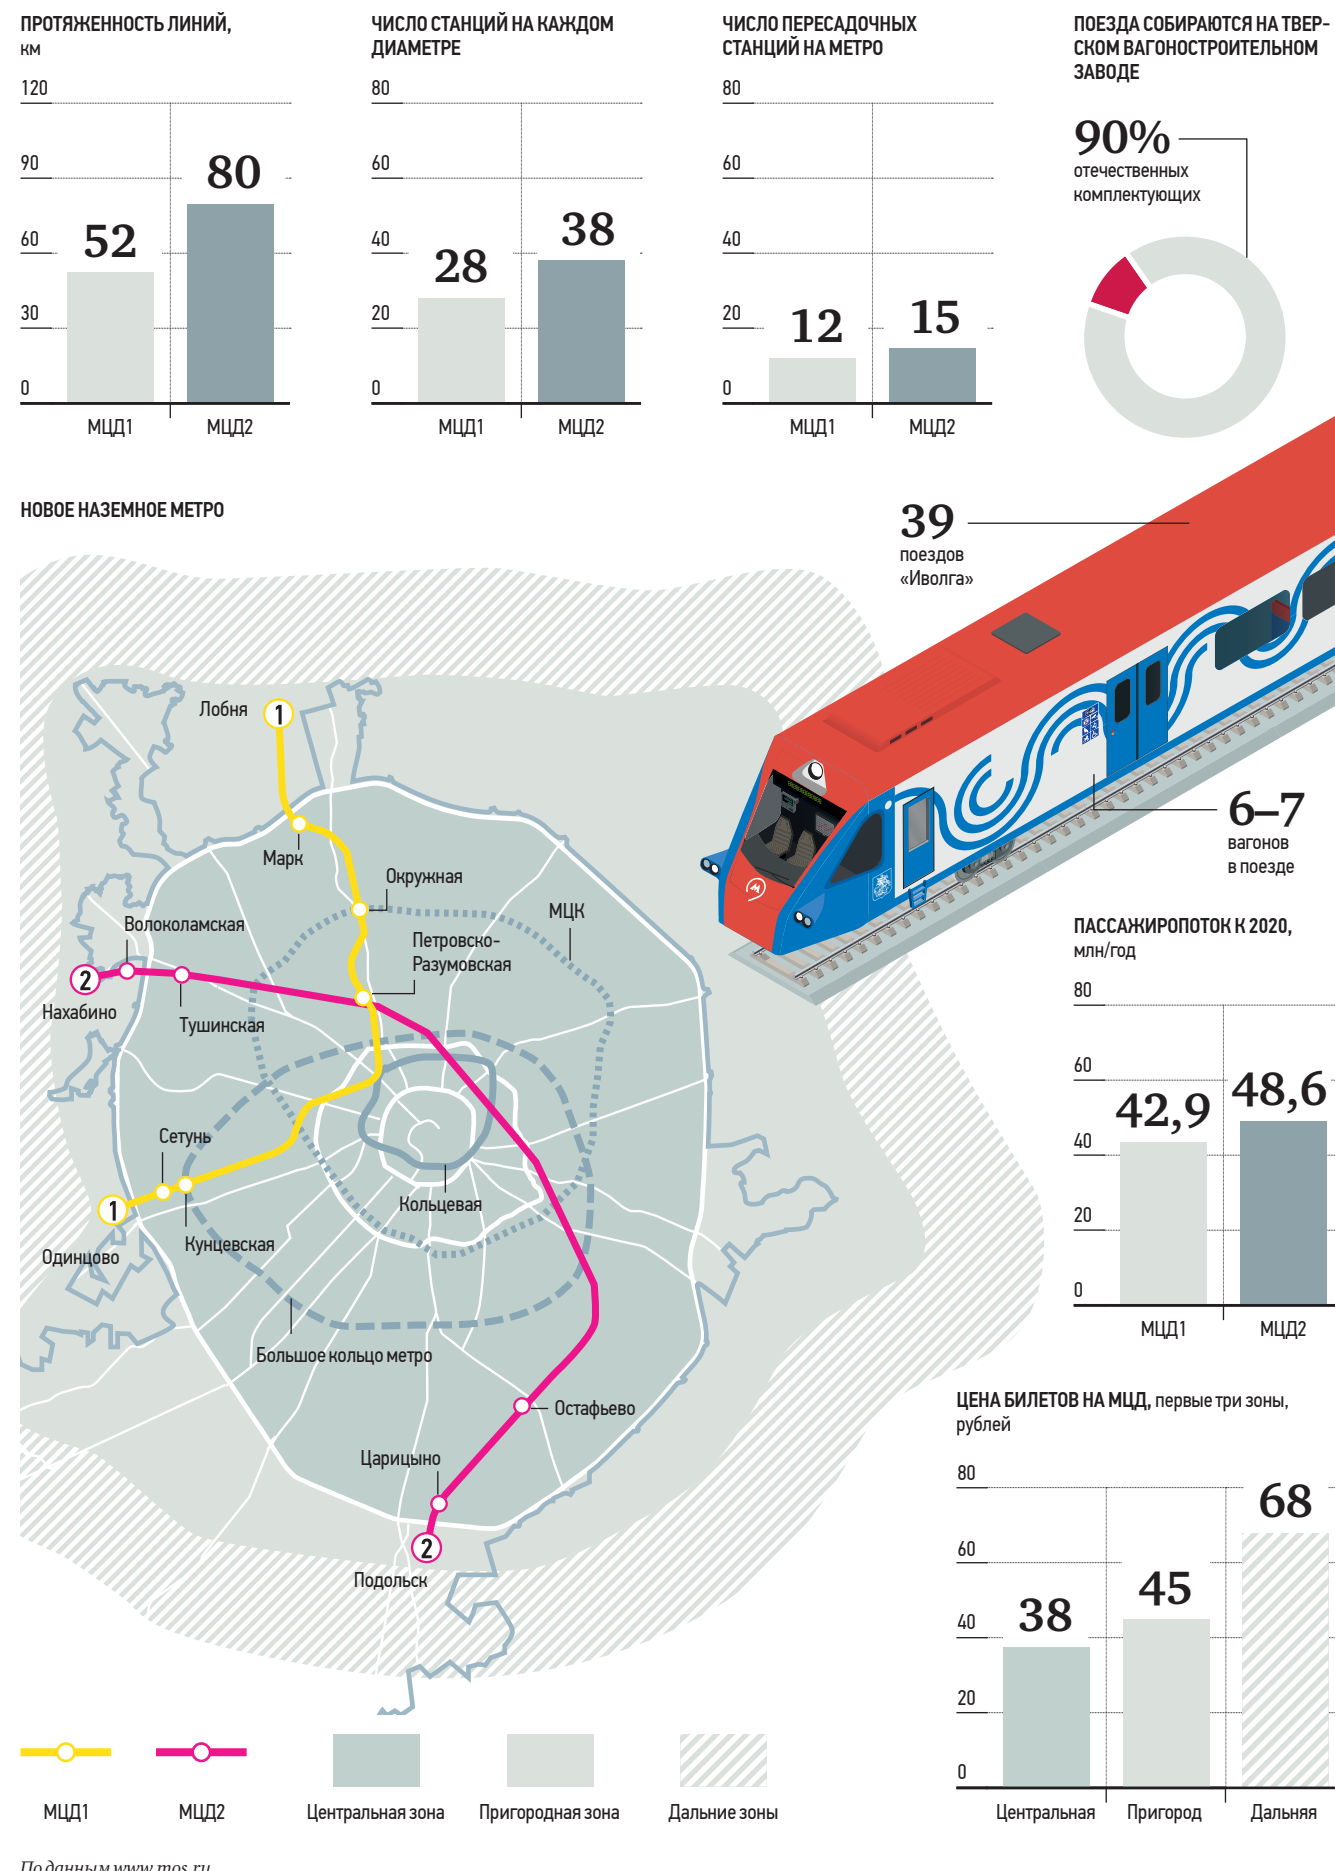 ПРОТЯЖЕННОСТЬ ЛИНИЙ,
км
120
90
60
30
0
52
80
МЦД1
МЦД2
ЧИСЛО СТАНЦИЙ НА КАЖДОМ
ДИАМЕТРЕ
80
60
40
20
0
28
38
МЦД1
МЦД2
ЧИСЛО ПЕРЕСАДОЧНЫХ
СТАНЦИЙ НА МЕТРО
80
60
40
20
0
12
15
МЦД1
МЦД2
ПОЕЗДА СОБИРАЮТСЯ НА ТВЕР-
СКОМ ВАГОНОСТРОИТЕЛЬНОМ
ЗАВОДЕ
90%
отечественных
комплектующих
НОВОЕ НАЗЕМНОЕ МЕТРО
39
поездов
«Иволга»
6–7
вагонов
в поезде
Лобня
1
Марк
Окружная
МЦК
Волоколамская
Петровско-
Разумовская
2
Нахабино
Тушинская
Сетунь
Кольцевая
1
Кунцевская
Одинцово
Большое кольцо метро
Остафьево
Царицыно
2
Подольск
ПАССАЖИРОПОТОК К 2020,
млн/год
80
60
40
20
0
42,9
48,6
МЦД1
МЦД2
ЦЕНА БИЛЕТОВ НА МЦД, первые три зоны,
рублей
80
60
40
20
0
38
45
68
Центральная
Пригород
Дальняя
МЦД1
МЦД2
Центральная зона
Пригородная зона
Дальние зоны
По данным www.mos.ru